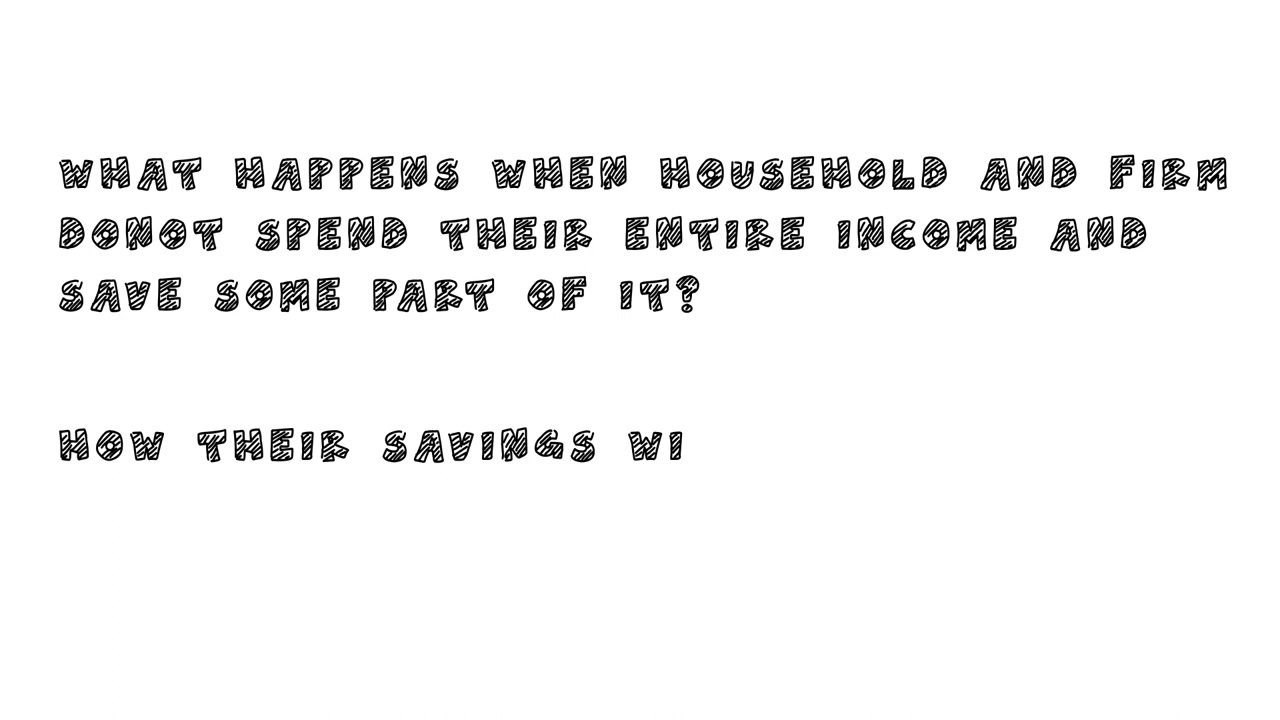 WHAT HAPPENS WHEN HOUSEHOLD AND FIRM
DONOT SPEND THEIR ENTIRE INCOME AND
SAVE SOME PART OF IT?
HOW THEIR SAVINGS WI